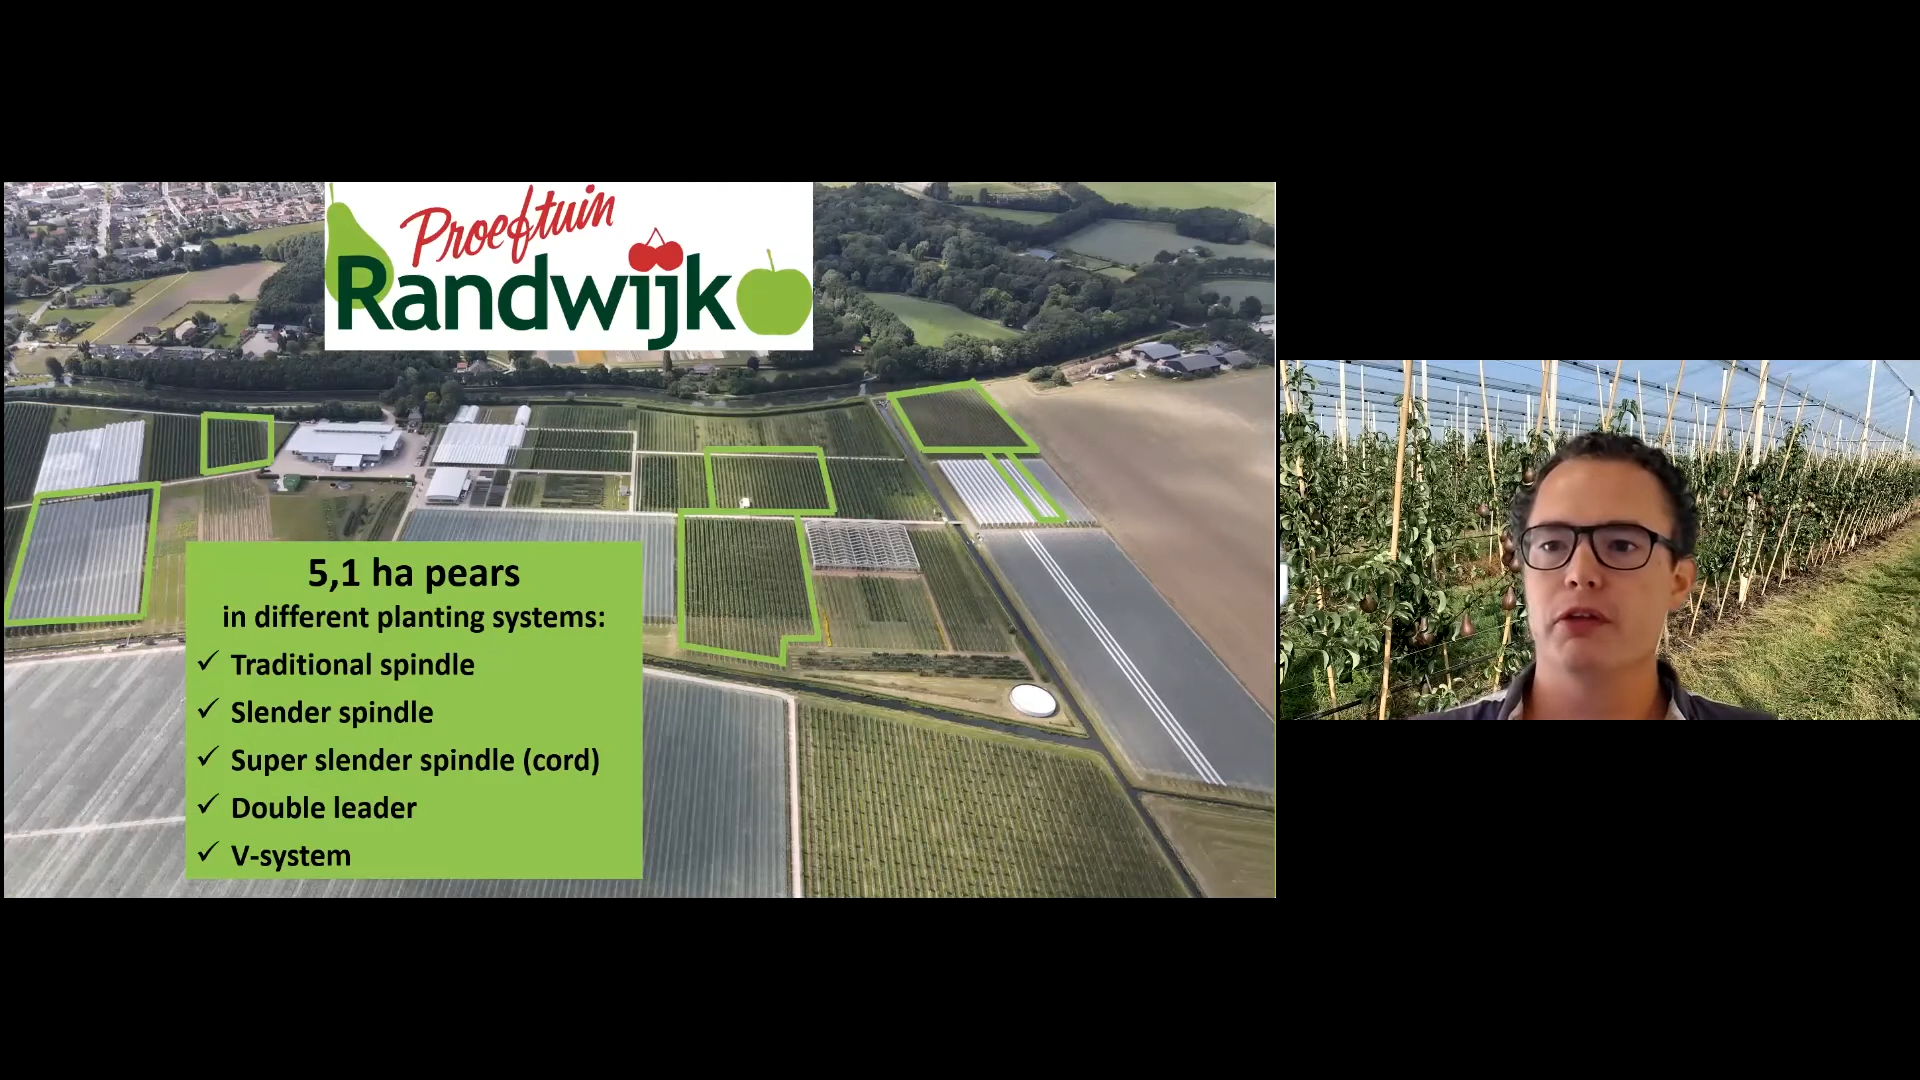 Proeftuin
Randwijk
5,1 ha pears
in different planting systems:
✓ Traditional spindle
✓ Slender spindle
✓ Super slender spindle (cord)
✓ Double leader
✓ V-system